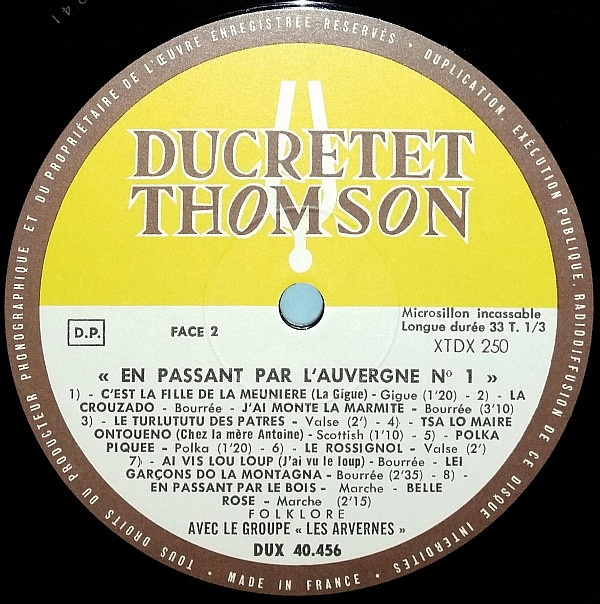 TOUS DROITS DU PRODUCTEUR PHONOGRAPHIQUE ET DU PROPRIÉTAIRE DE L'ŒUVRE ENREGISTRÉE RÉSERVÉS · DUPLICATION, EXÉCUTION PUBLIQUE, RADIODIFFUSION DE CE DISQUE INTERDITES
DUCRETET
THOMSON
D.P.
FACE 2
Microsillon incassable
Longue durée 33 T. 1/3
XTDX 250
« EN PASSANT PAR L'AUVERGNE Nº 1 »
1) - C'EST LA FILLE DE LA MEUNIERE (La Gigue) - Gigue (1'20) - 2) - LA
CROUZADO - Bourrée - J'AI MONTE LA MARMITE - Bourrée (3'10)
3) - LE TURLUTUTU DES PATRES - Valse (2') - 4) - TSA LO MAIRE
ONTOUENO (Chez la mère Antoine) - Scottish (1'10) - 5) - POLKA
PIQUEE - Polka (1'20) - 6) - LE ROSSIGNOL - Valse (2')
7) - AI VIS LOU LOUP (J'ai vu le loup) - Bourrée - LEI
GARÇONS DO LA MONTAGNA - Bourrée (2'35) - 8) -
EN PASSANT PAR LE BOIS - Marche - BELLE
ROSE - Marche (2'15)
FOLKLORE
AVEC LE GROUPE « LES ARVERNES »
DUX 40.456
· MADE IN FRANCE ·